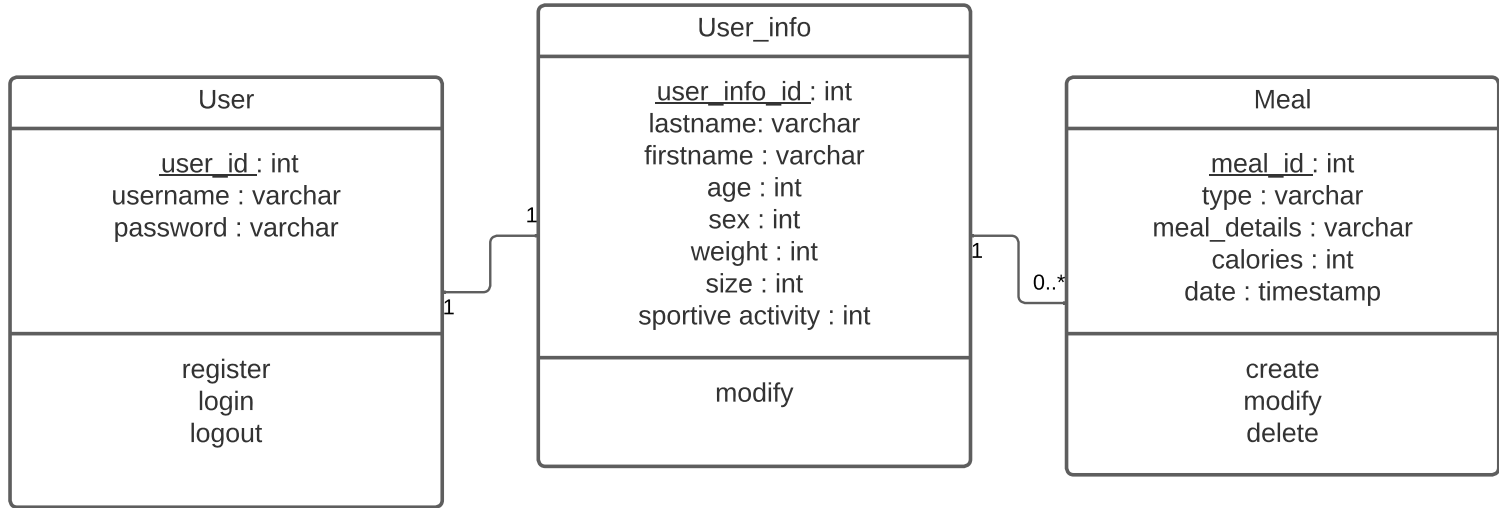 User
user_id : int
username : varchar
password : varchar
register
login
logout
1
1
User_info
user_info_id : int
lastname: varchar
firstname : varchar
age : int
sex : int
weight : int
size : int
sportive activity : int
modify
1
0..*
Meal
meal_id : int
type : varchar
meal_details : varchar
calories : int
date : timestamp
create
modify
delete